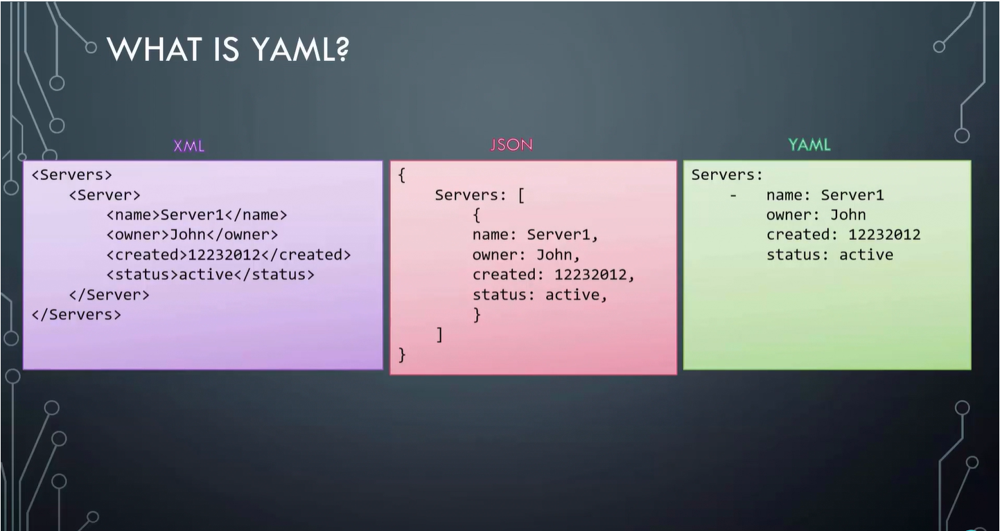 WHAT IS YAML?
XML
<Servers>
<Server>
<name>Server1</name>
<owner>John</owner>
<created>12232012</created>
<status>active</status>
</Server>
</Servers>
JSON
{
Servers: [
{
name: Server1,
owner: John,
created: 12232012,
status: active,
}
]
}
YAML
Servers:
- name: Server1
owner: John
created: 12232012
status: active